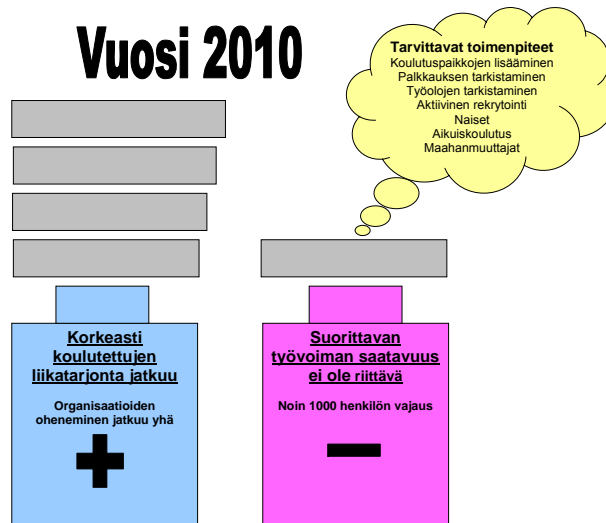 Vuosi 2010
Tarvittavat toimenpiteet
Koulutuspaikkojen lisääminen
Palkkauksen tarkistaminen
Työolojen tarkistaminen
Aktiivinen rekrytointi
Naiset
Aikuiskoulutus
Maahanmuuttajat
Korkeasti
koulutettujen
liikatarjonta jatkuu
Organisaatioiden
oheneminen jatkuu yhä
Suorittavan
työvoiman saatavuus
ei ole riittävä
Noin 1000 henkilön vajaus